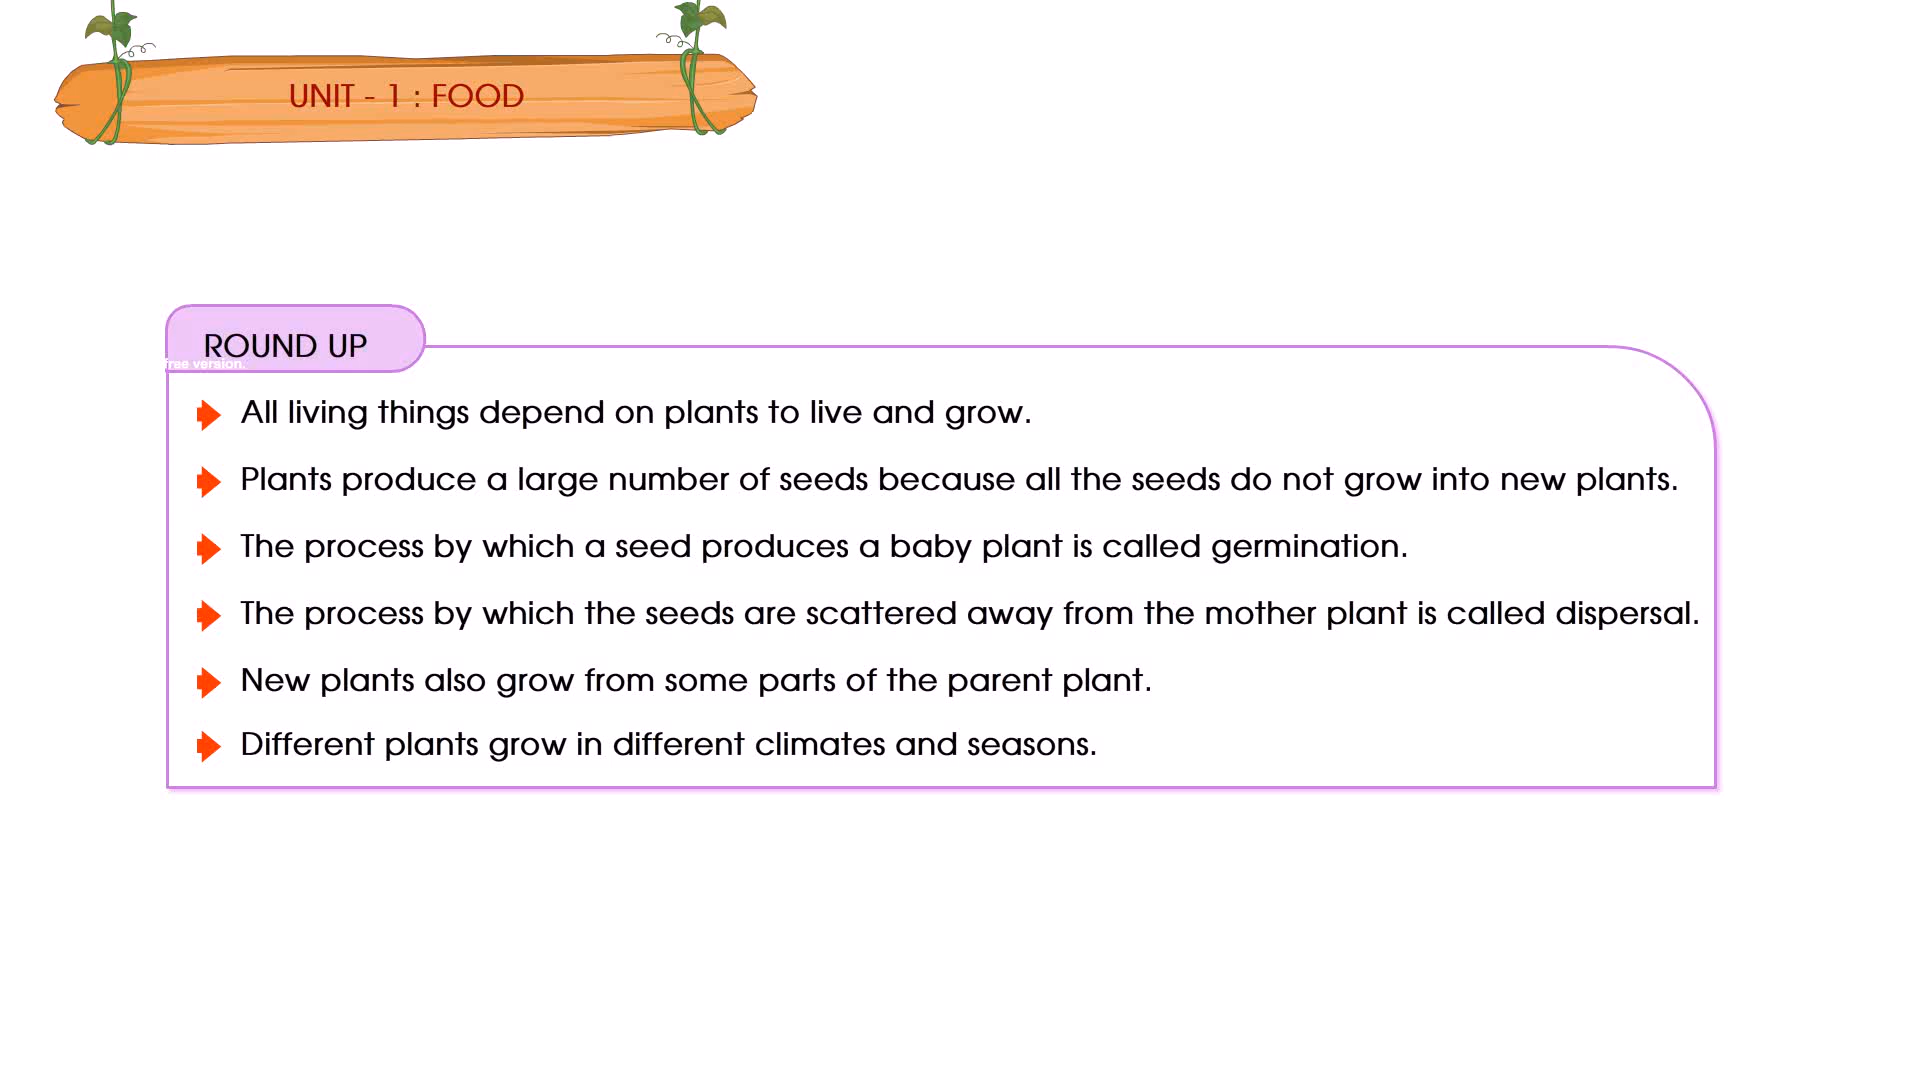 UNIT - 1 : FOOD
ROUND UP
free version.
All living things depend on plants to live and grow.
Plants produce a large number of seeds because all the seeds do not grow into new plants.
The process by which a seed produces a baby plant is called germination.
The process by which the seeds are scattered away from the mother plant is called dispersal.
New plants also grow from some parts of the parent plant.
Different plants grow in different climates and seasons.